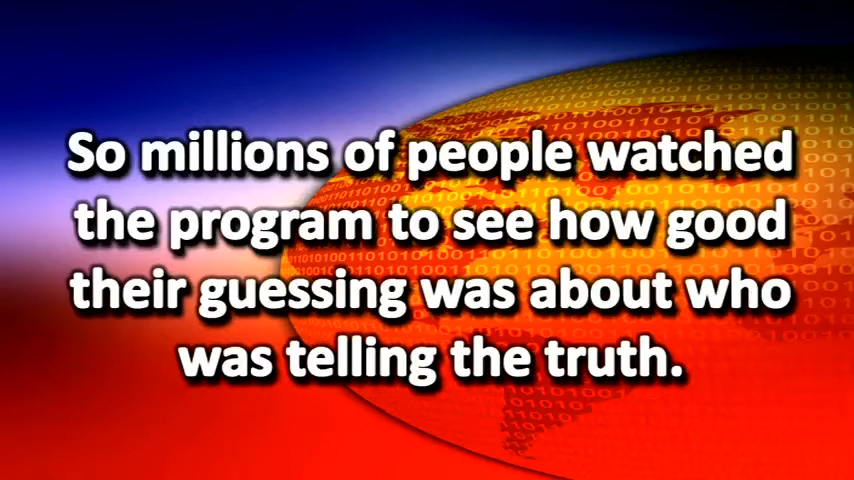 So millions of people watched
the program to see how good
their guessing was about who
was telling the truth.